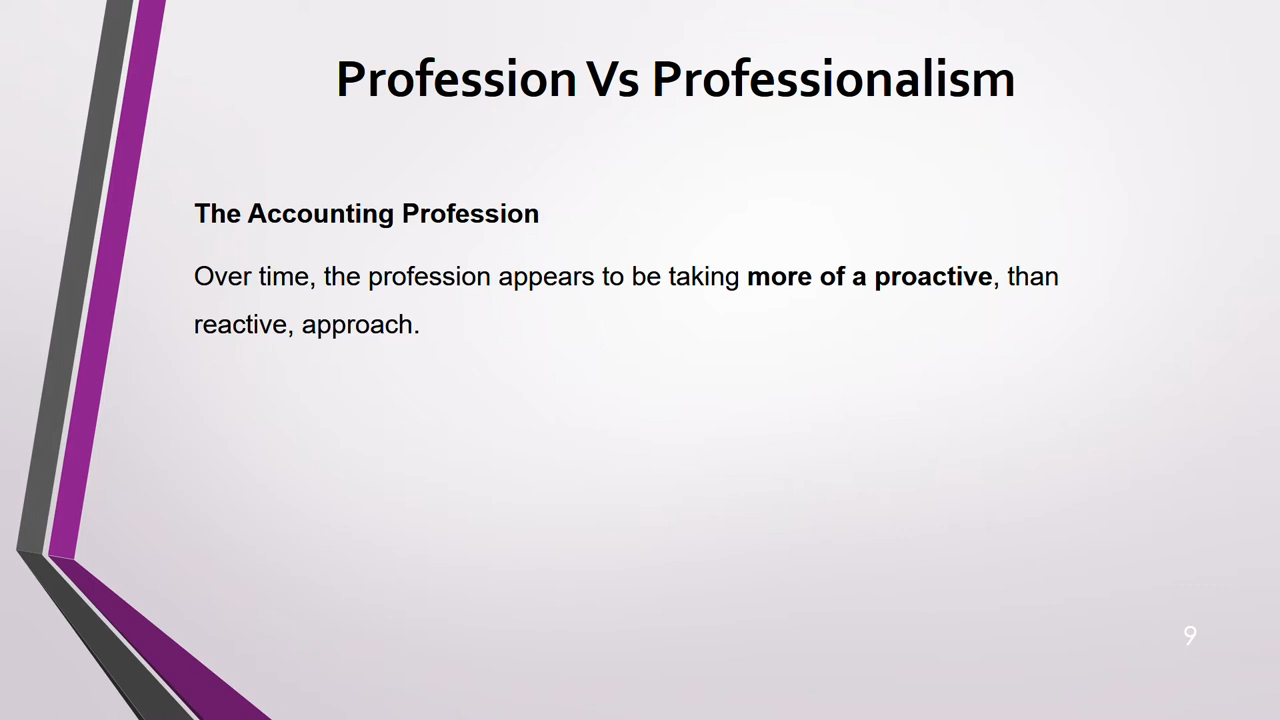 Profession Vs Professionalism
The Accounting Profession
Over time, the profession appears to be taking more of a proactive, than
reactive, approach.
9